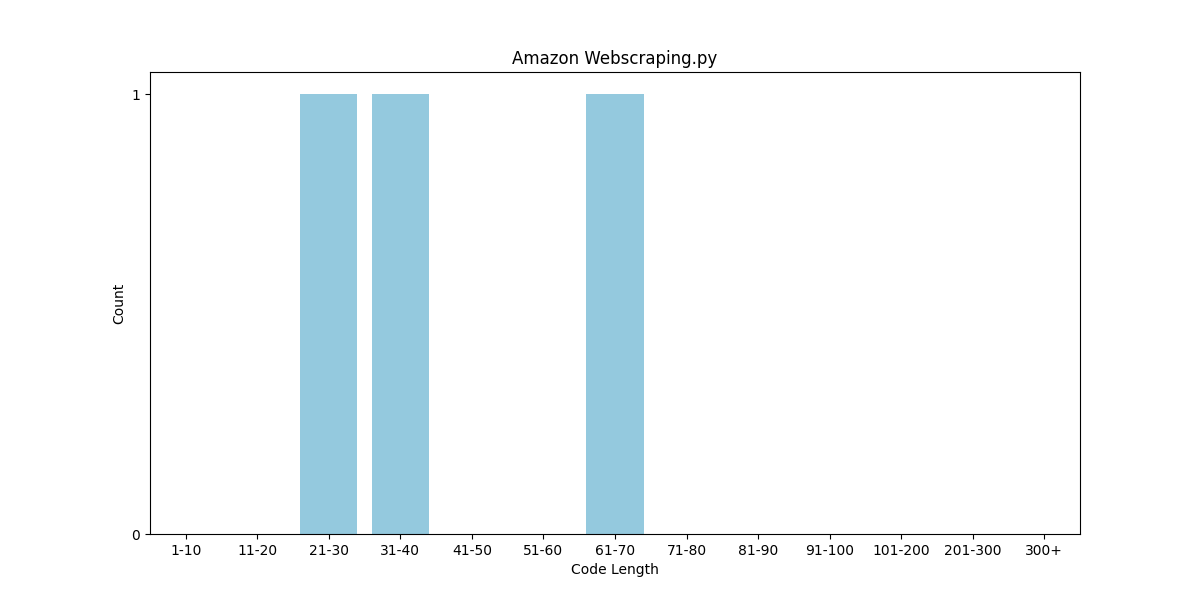 Amazon Webscraping.py
1
Count
0
1-10 11-20 21-30 31-40 41-50 51-60 61-70 71-80 81-90 91-100 101-200 201-300 300+
Code Length